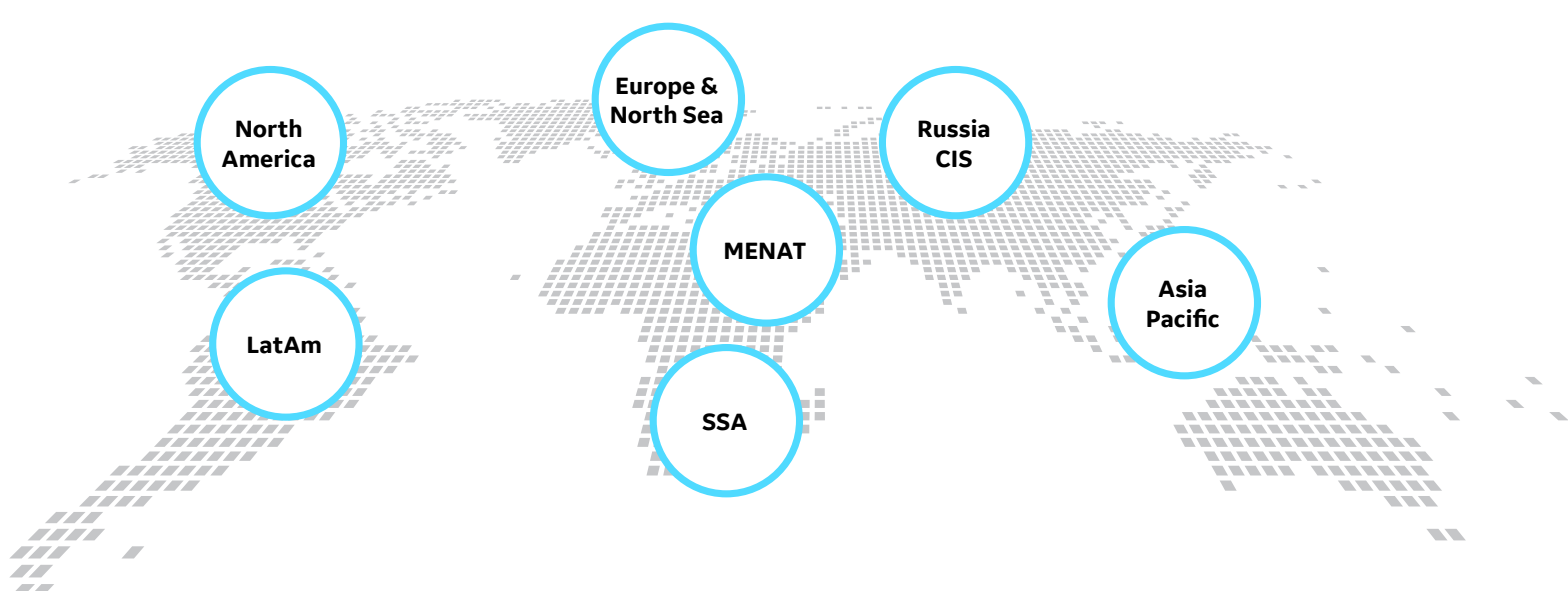 Europe &
North Sea
North
America
Russia
CIS
MENAT
Asia
Pacific
LatAm
SSA